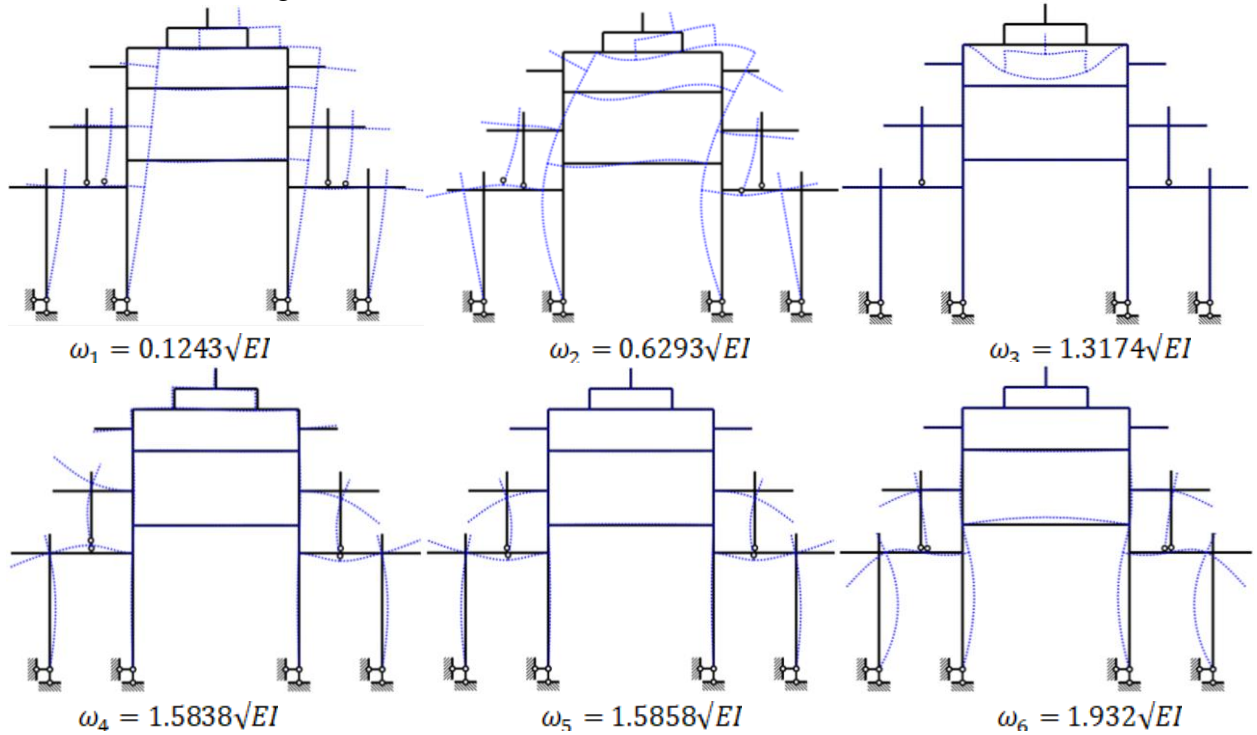 ω₁ = 0.1243√EI
ω₂ = 0.6293√EI
ω₃ = 1.3174√EI
ω₄ = 1.5838√EI
ω₅ = 1.5858√EI
ω₆ = 1.932√EI